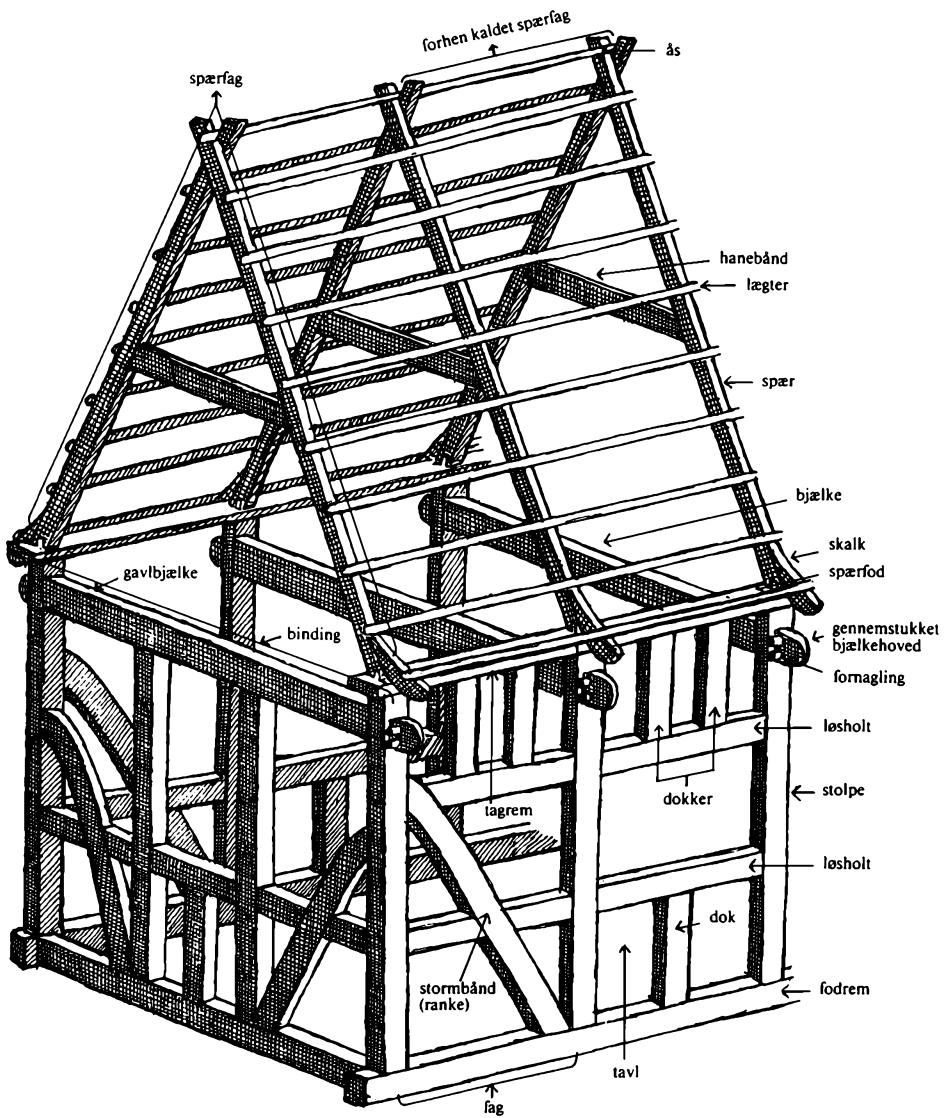 forhen kaldet spærfag
ås
spærfag
hanebånd
lægter
spær
bjælke
skalk
gavlbjælke
spærfod
binding
gennemstukket
bjælkehoved
fornagling
løsholt
stolpe
dokker
tagrem
løsholt
dok
stormbånd
(ranke)
fodrem
tavl
fag